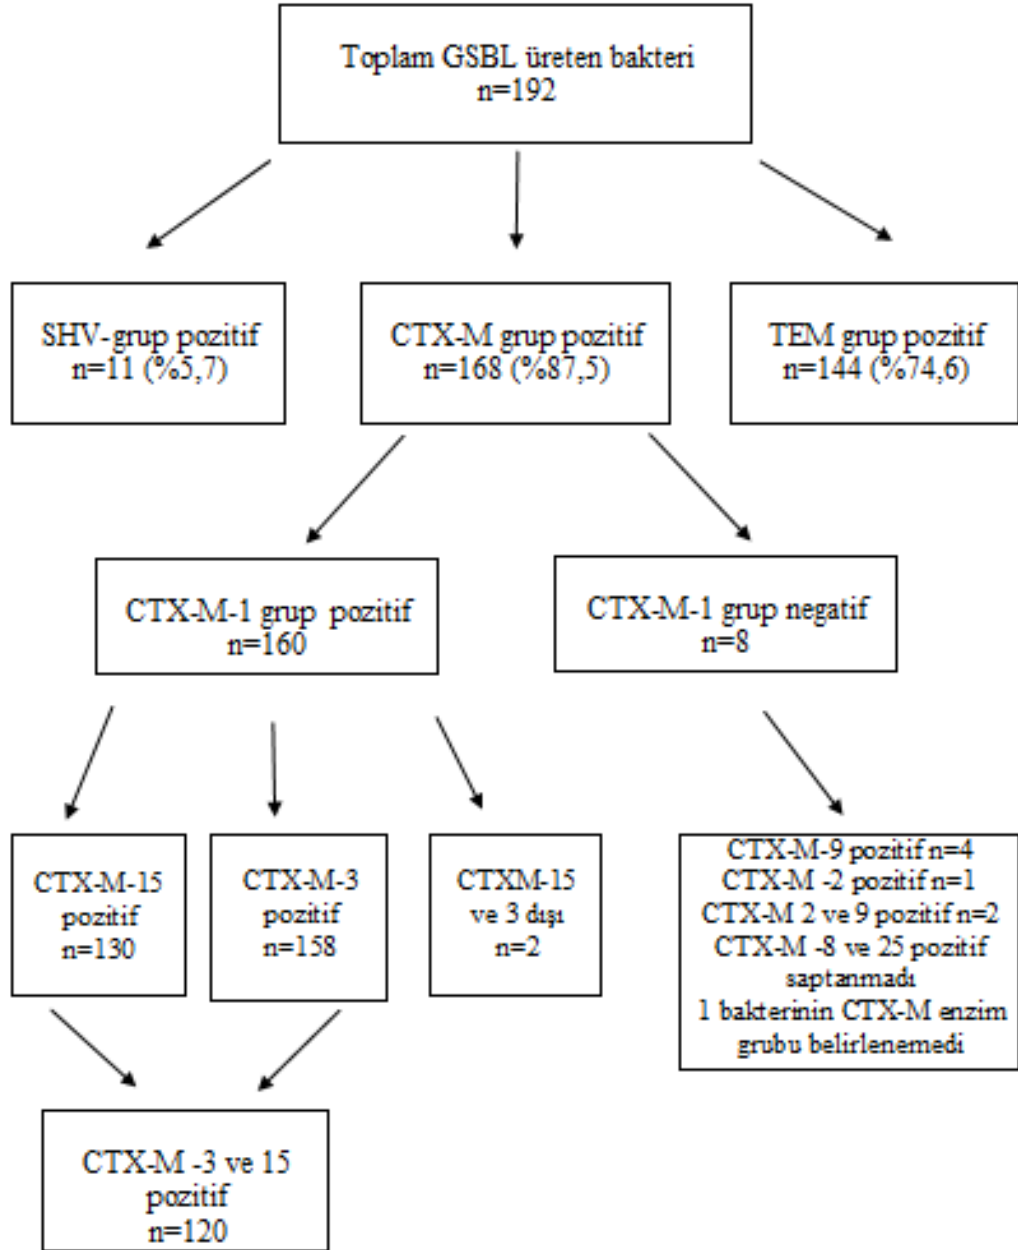 Toplam GSBL üreten bakteri
n=192
SHV-grup pozitif
n=11 (%5,7)
CTX-M grup pozitif
n=168 (%87,5)
TEM grup pozitif
n=144 (%74,6)
CTX-M-1 grup pozitif
n=160
CTX-M-1 grup negatif
n=8
CTX-M-15
pozitif
n=130
CTX-M-3
pozitif
n=158
CTXM-15
ve 3 dışı
n=2
CTX-M-9 pozitif n=4
CTX-M -2 pozitif n=1
CTX-M 2 ve 9 pozitif n=2
CTX-M -8 ve 25 pozitif
saptanmadı
1 bakterinin CTX-M enzim
grubu belirlenemedi
CTX-M -3 ve 15
pozitif
n=120